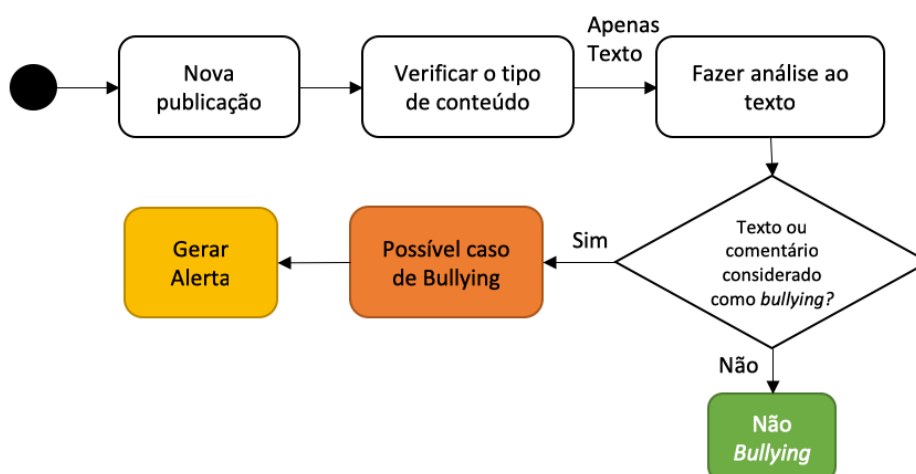 Nova
publicação
Verificar o tipo
de conteúdo
Apenas
Texto
Fazer análise ao
texto
Texto ou
comentário
considerado
como bullying?
Sim
Possível caso
de Bullying
Gerar
Alerta
Não
Não
Bullying